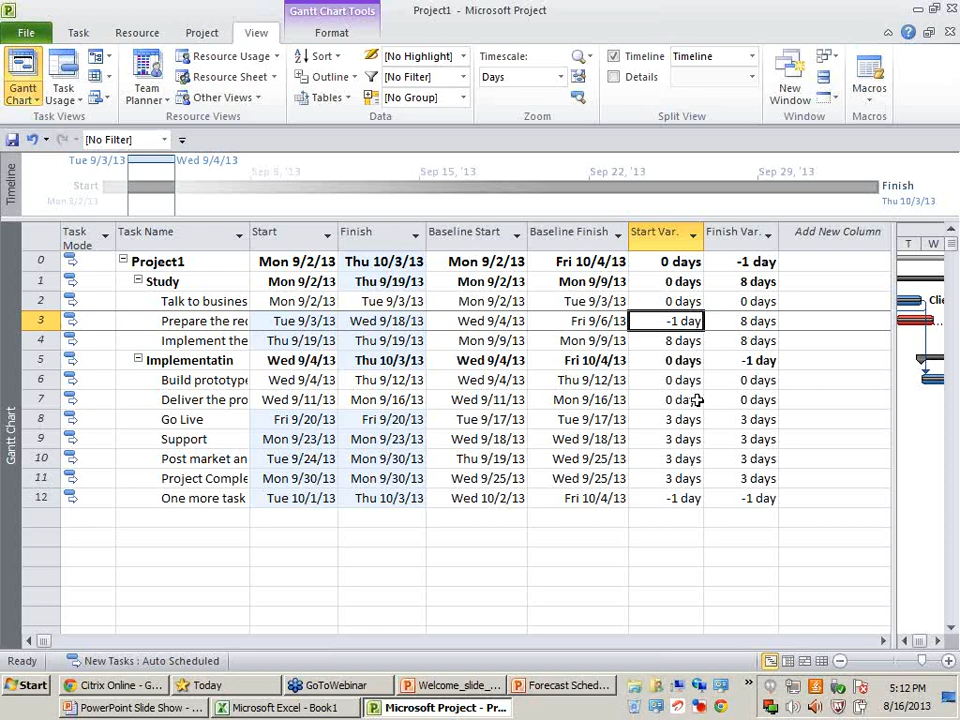 Gantt Chart Tools
Project1 - Microsoft Project
File Task Resource Project View Format
Gantt Chart
Task Usage
Task Views
Team Planner
Resource Usage
Resource Sheet
Other Views
Resource Views
Sort
Outline
Tables
[No Highlight]
[No Filter]
[No Group]
Data
Timescale:
Days
Zoom
Timeline Timeline
Details
Split View
New Window
Window
Macros
Macros
[No Filter]
Timeline
Tue 9/3/13 Wed 9/4/13
Sep 8, '13 Sep 15, '13 Sep 22, '13 Sep 29, '13
Start Finish
Mon 9/2/13 Thu 10/3/13
Task Mode Task Name Start Finish Baseline Start Baseline Finish Start Var. Finish Var. Add New Column T W
0 Project1 Mon 9/2/13 Thu 10/3/13 Mon 9/2/13 Fri 10/4/13 0 days -1 day
1 Study Mon 9/2/13 Thu 9/19/13 Mon 9/2/13 Mon 9/9/13 0 days 8 days
2 Talk to busines Mon 9/2/13 Tue 9/3/13 Mon 9/2/13 Tue 9/3/13 0 days 0 days Clie
3 Prepare the rec Tue 9/3/13 Wed 9/18/13 Wed 9/4/13 Fri 9/6/13 -1 day 8 days
4 Implement the Thu 9/19/13 Thu 9/19/13 Mon 9/9/13 Mon 9/9/13 8 days 8 days
5 Implementatin Wed 9/4/13 Thu 10/3/13 Wed 9/4/13 Fri 10/4/13 0 days -1 day
6 Build prototype Wed 9/4/13 Thu 9/12/13 Wed 9/4/13 Thu 9/12/13 0 days 0 days
7 Deliver the pro Wed 9/11/13 Mon 9/16/13 Wed 9/11/13 Mon 9/16/13 0 days 0 days
8 Go Live Fri 9/20/13 Fri 9/20/13 Tue 9/17/13 Tue 9/17/13 3 days 3 days
9 Support Mon 9/23/13 Mon 9/23/13 Wed 9/18/13 Wed 9/18/13 3 days 3 days
10 Post market an Tue 9/24/13 Mon 9/30/13 Thu 9/19/13 Wed 9/25/13 3 days 3 days
11 Project Comple Mon 9/30/13 Mon 9/30/13 Wed 9/25/13 Wed 9/25/13 3 days 3 days
12 One more task Tue 10/1/13 Thu 10/3/13 Wed 10/2/13 Fri 10/4/13 -1 day -1 day
Gantt Chart
Ready New Tasks : Auto Scheduled
Start Citrix Online - G... Today GoToWebinar Welcome_slide_... Forecast Sched... 5:12 PM
PowerPoint Slide Show - ... Microsoft Excel - Book1 Microsoft Project - Pr... 8/16/2013